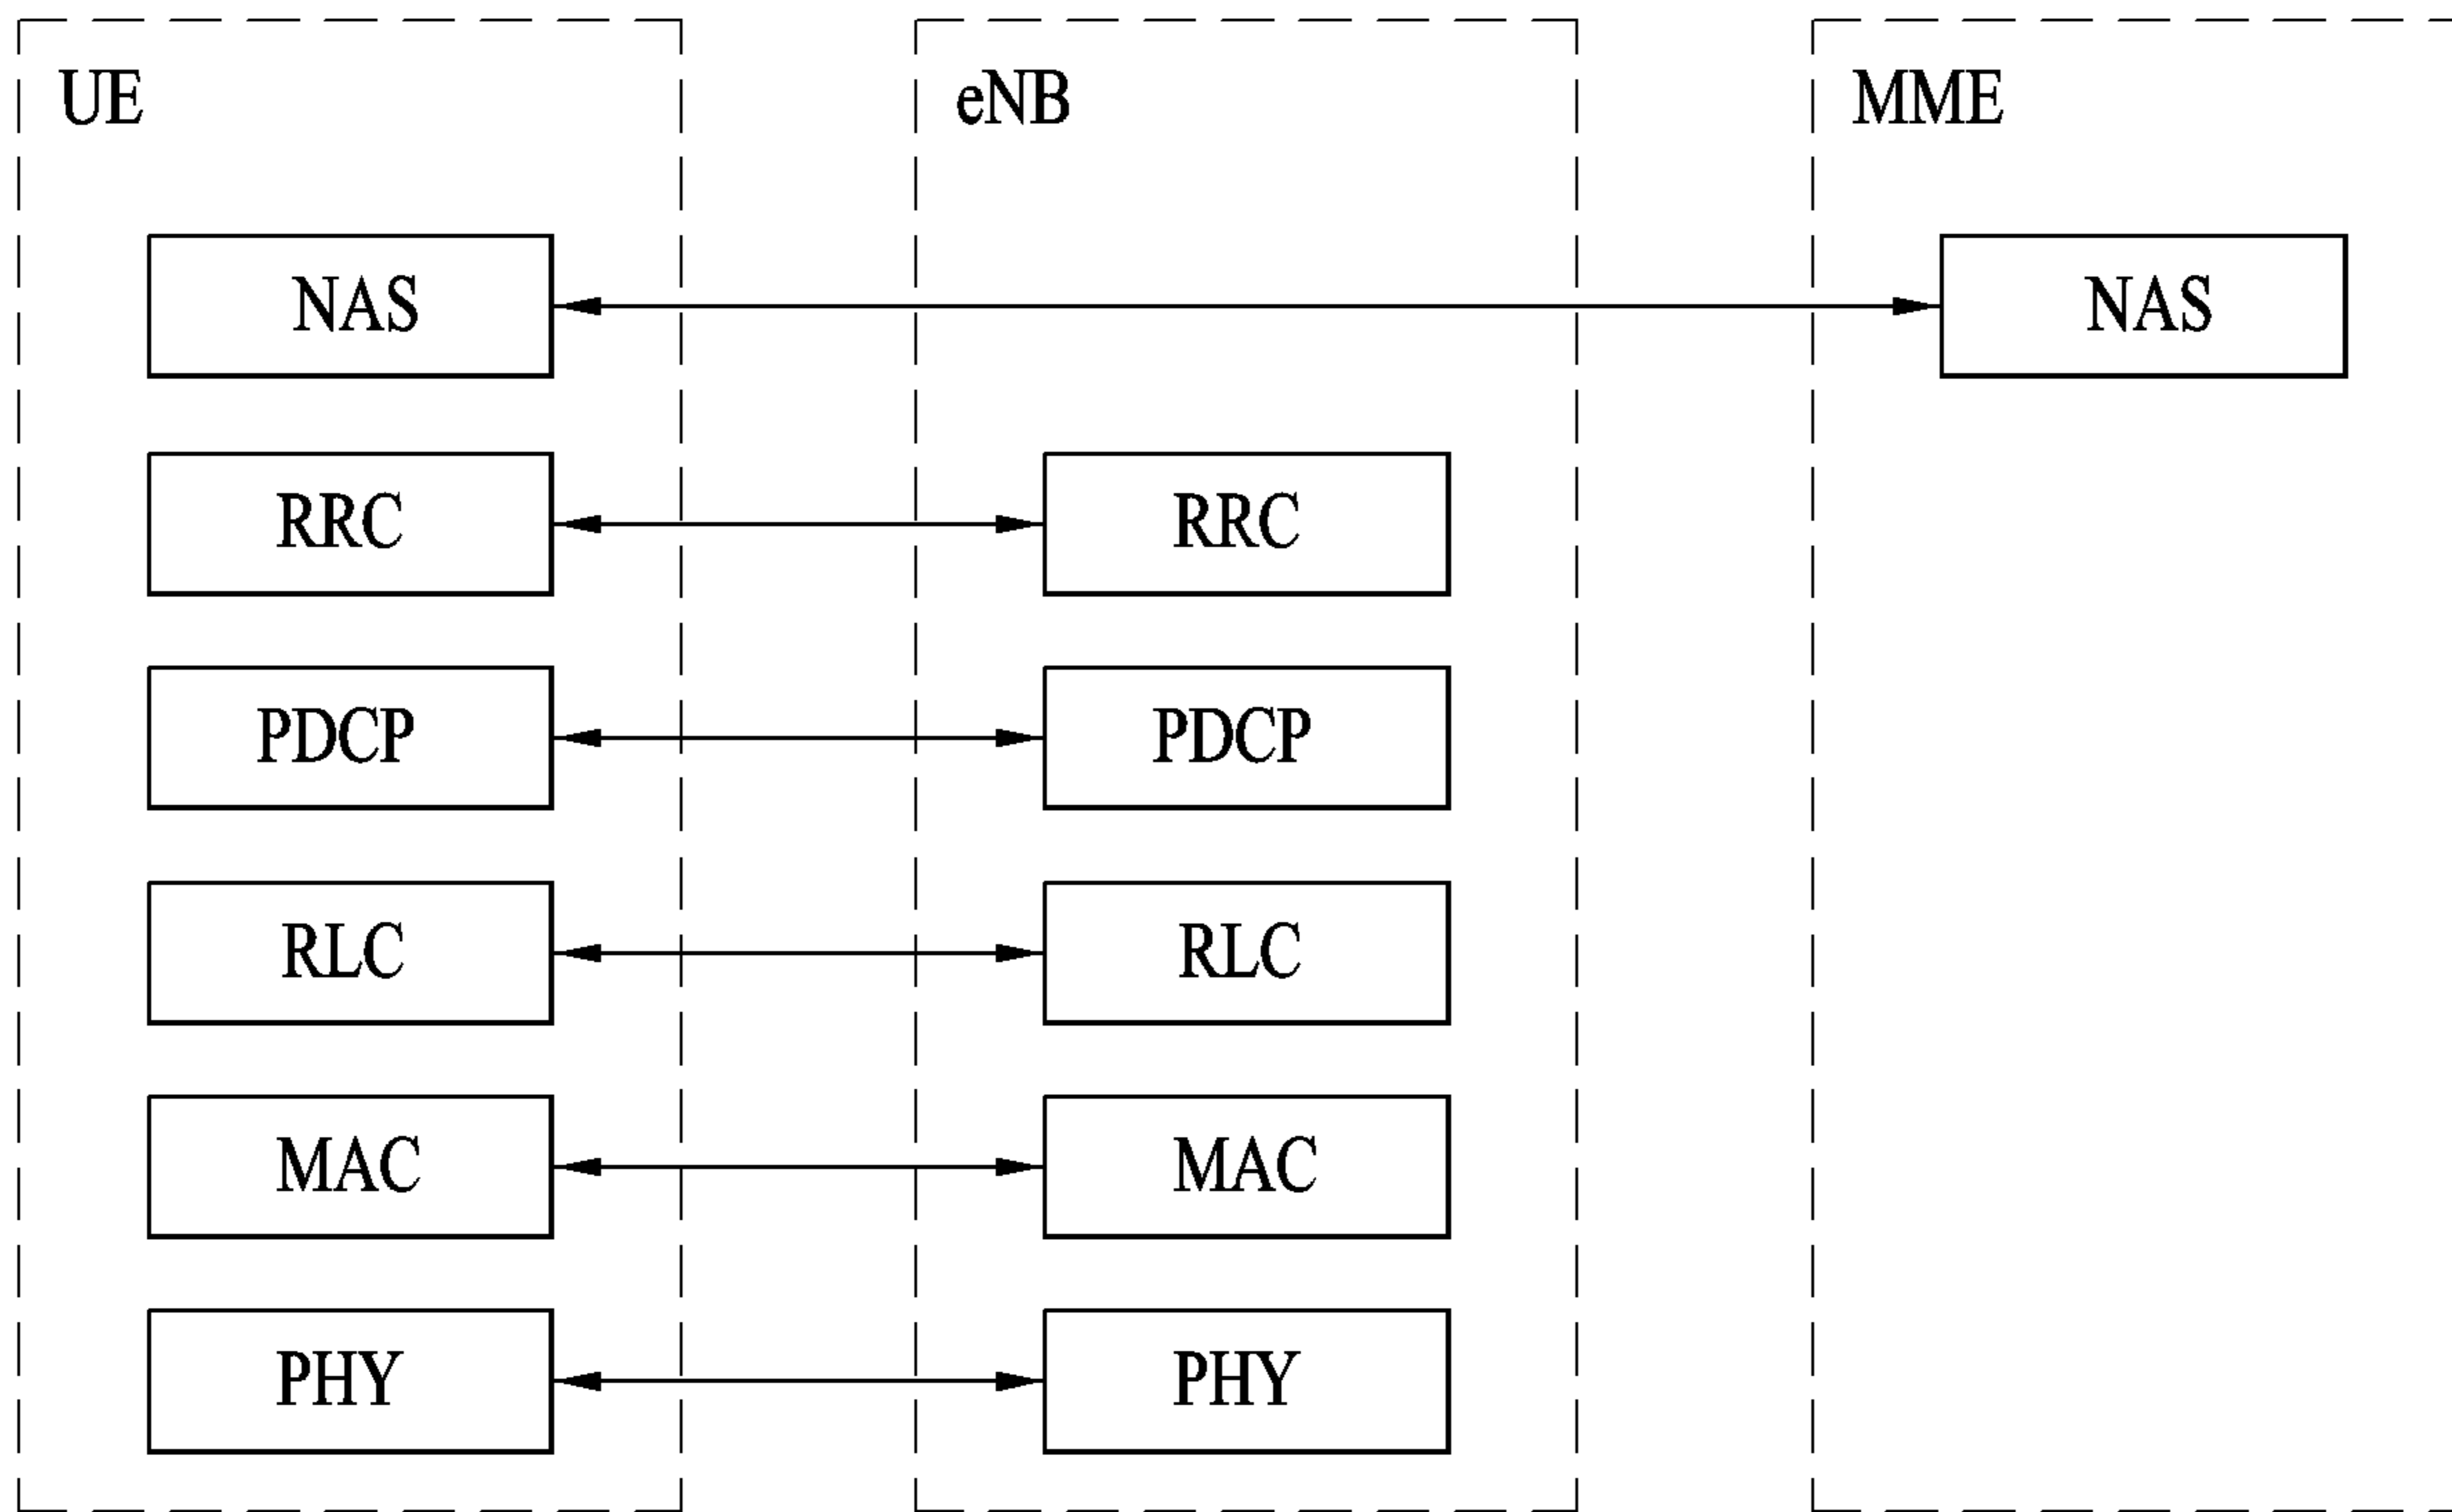 UE eNB MME
NAS NAS
RRC RRC
PDCP PDCP
RLC RLC
MAC MAC
PHY PHY